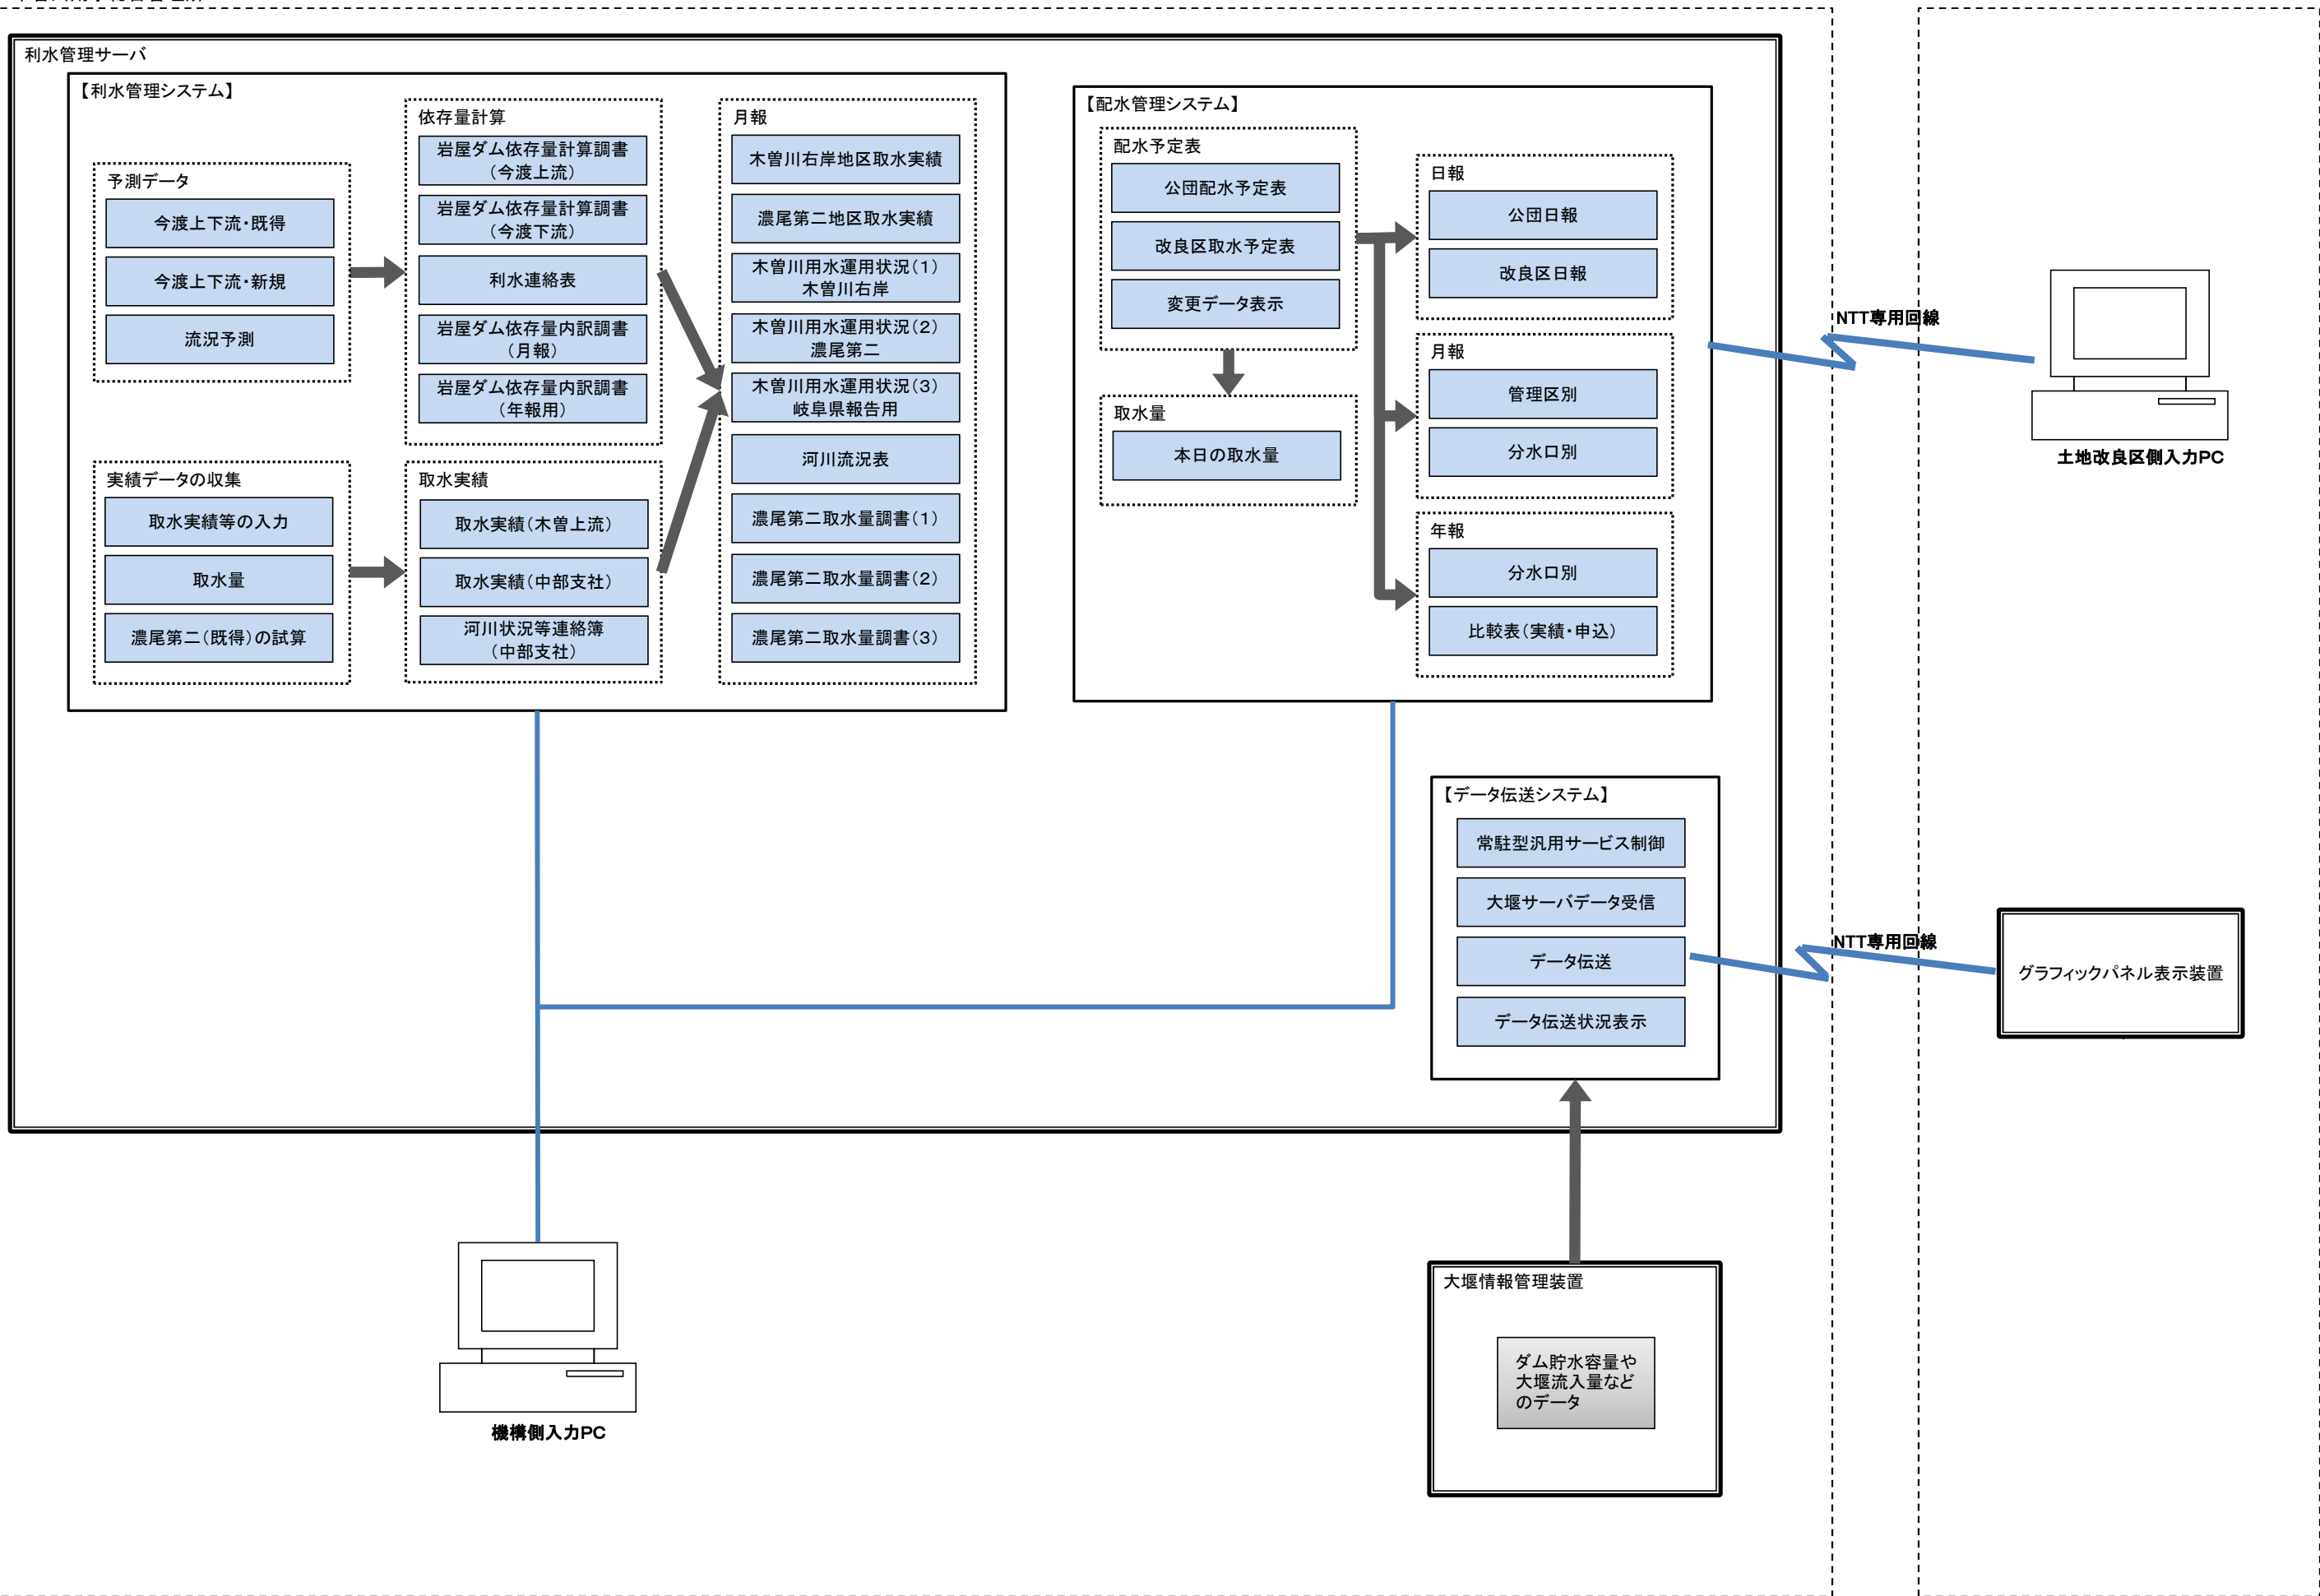 利水管理サーバ
【利水管理システム】
予測データ
今渡上下流・既得
今渡上下流・新規
流況予測
実績データの収集
取水実績等の入力
取水量
濃尾第二(既得)の試算
依存量計算
岩屋ダム依存量計算調書
(今渡上流)
岩屋ダム依存量計算調書
(今渡下流)
利水連絡表
岩屋ダム依存量内訳調書
(月報)
岩屋ダム依存量内訳調書
(年報用)
取水実績
取水実績(木曽上流)
取水実績(中部支社)
河川状況等連絡簿
(中部支社)
月報
木曽川右岸地区取水実績
濃尾第二地区取水実績
木曽川用水運用状況(1)
木曽川右岸
木曽川用水運用状況(2)
濃尾第二
木曽川用水運用状況(3)
岐阜県報告用
河川流況表
濃尾第二取水量調書(1)
濃尾第二取水量調書(2)
濃尾第二取水量調書(3)
【配水管理システム】
配水予定表
公団配水予定表
改良区取水予定表
変更データ表示
取水量
本日の取水量
日報
公団日報
改良区日報
月報
管理区別
分水口別
年報
分水口別
比較表(実績・申込)
NTT専用回線
土地改良区側入力PC
【データ伝送システム】
常駐型汎用サービス制御
大堰サーバデータ受信
データ伝送
データ伝送状況表示
NTT専用回線
グラフィックパネル表示装置
機構側入力PC
大堰情報管理装置
ダム貯水容量や
大堰流入量など
のデータ